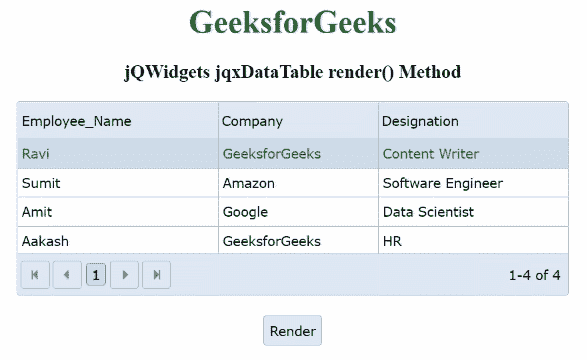 GeeksforGeeks
jQWidgets jqxDataTable render() Method
Employee_Name Company Designation
Ravi GeeksforGeeks Content Writer
Sumit Amazon Software Engineer
Amit Google Data Scientist
Aakash GeeksforGeeks HR
1 1-4 of 4
Render